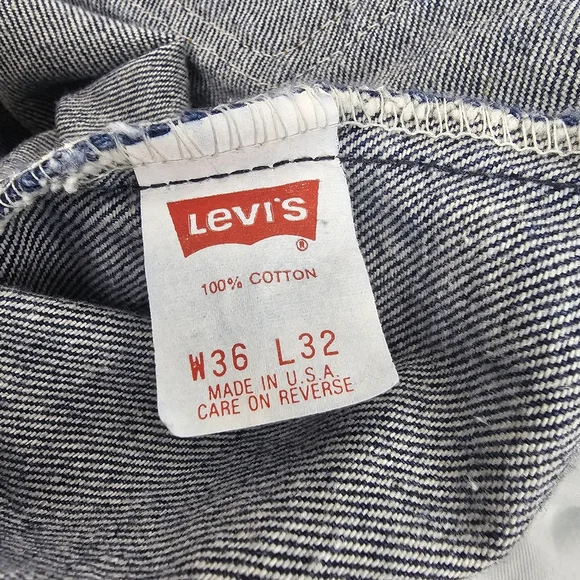 Levi's
®
100% COTTON
W36 L32
MADE IN U.S.A.
CARE ON REVERSE